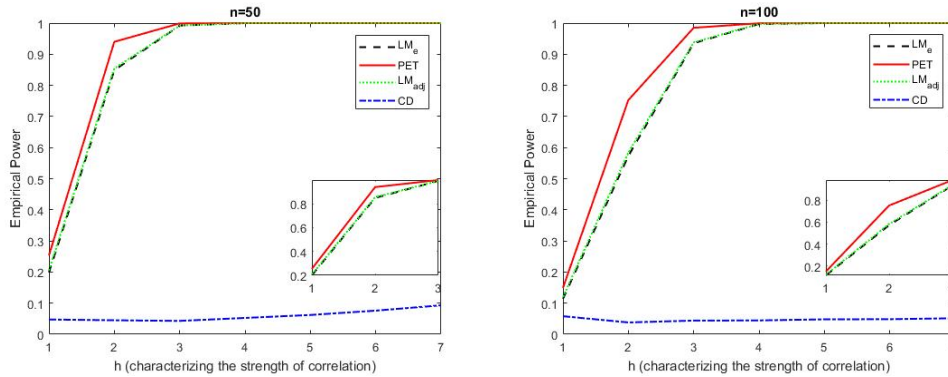 n=50
1
0.9
0.8
0.7
0.6
0.5
0.4
0.3
0.2
0.1
0
Empirical Power
LM_e
PET
LM_adj
CD
0.8
0.6
0.4
0.2
1 2 3
1 2 3 4 5 6 7
h (characterizing the strength of correlation)
n=100
1
0.9
0.8
0.7
0.6
0.5
0.4
0.3
0.2
0.1
0
Empirical Power
LM_e
PET
LM_adj
CD
0.8
0.6
0.4
0.2
1 2
1 2 3 4 5 6
h (characterizing the strength of correlation)